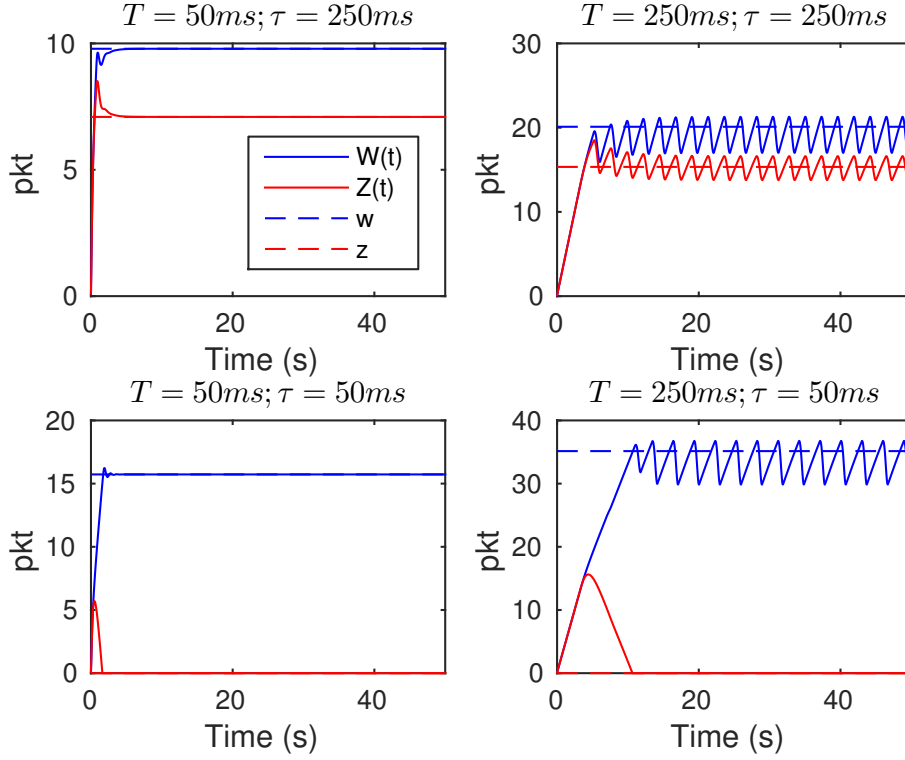 T = 50ms; τ = 250ms
10
5
0
pkt
0 20 40
Time (s)
W(t)
Z(t)
w
z
T = 250ms; τ = 250ms
30
20
10
0
pkt
0 20 40
Time (s)
T = 50ms; τ = 50ms
20
15
10
5
0
pkt
0 20 40
Time (s)
T = 250ms; τ = 50ms
40
30
20
10
0
pkt
0 20 40
Time (s)